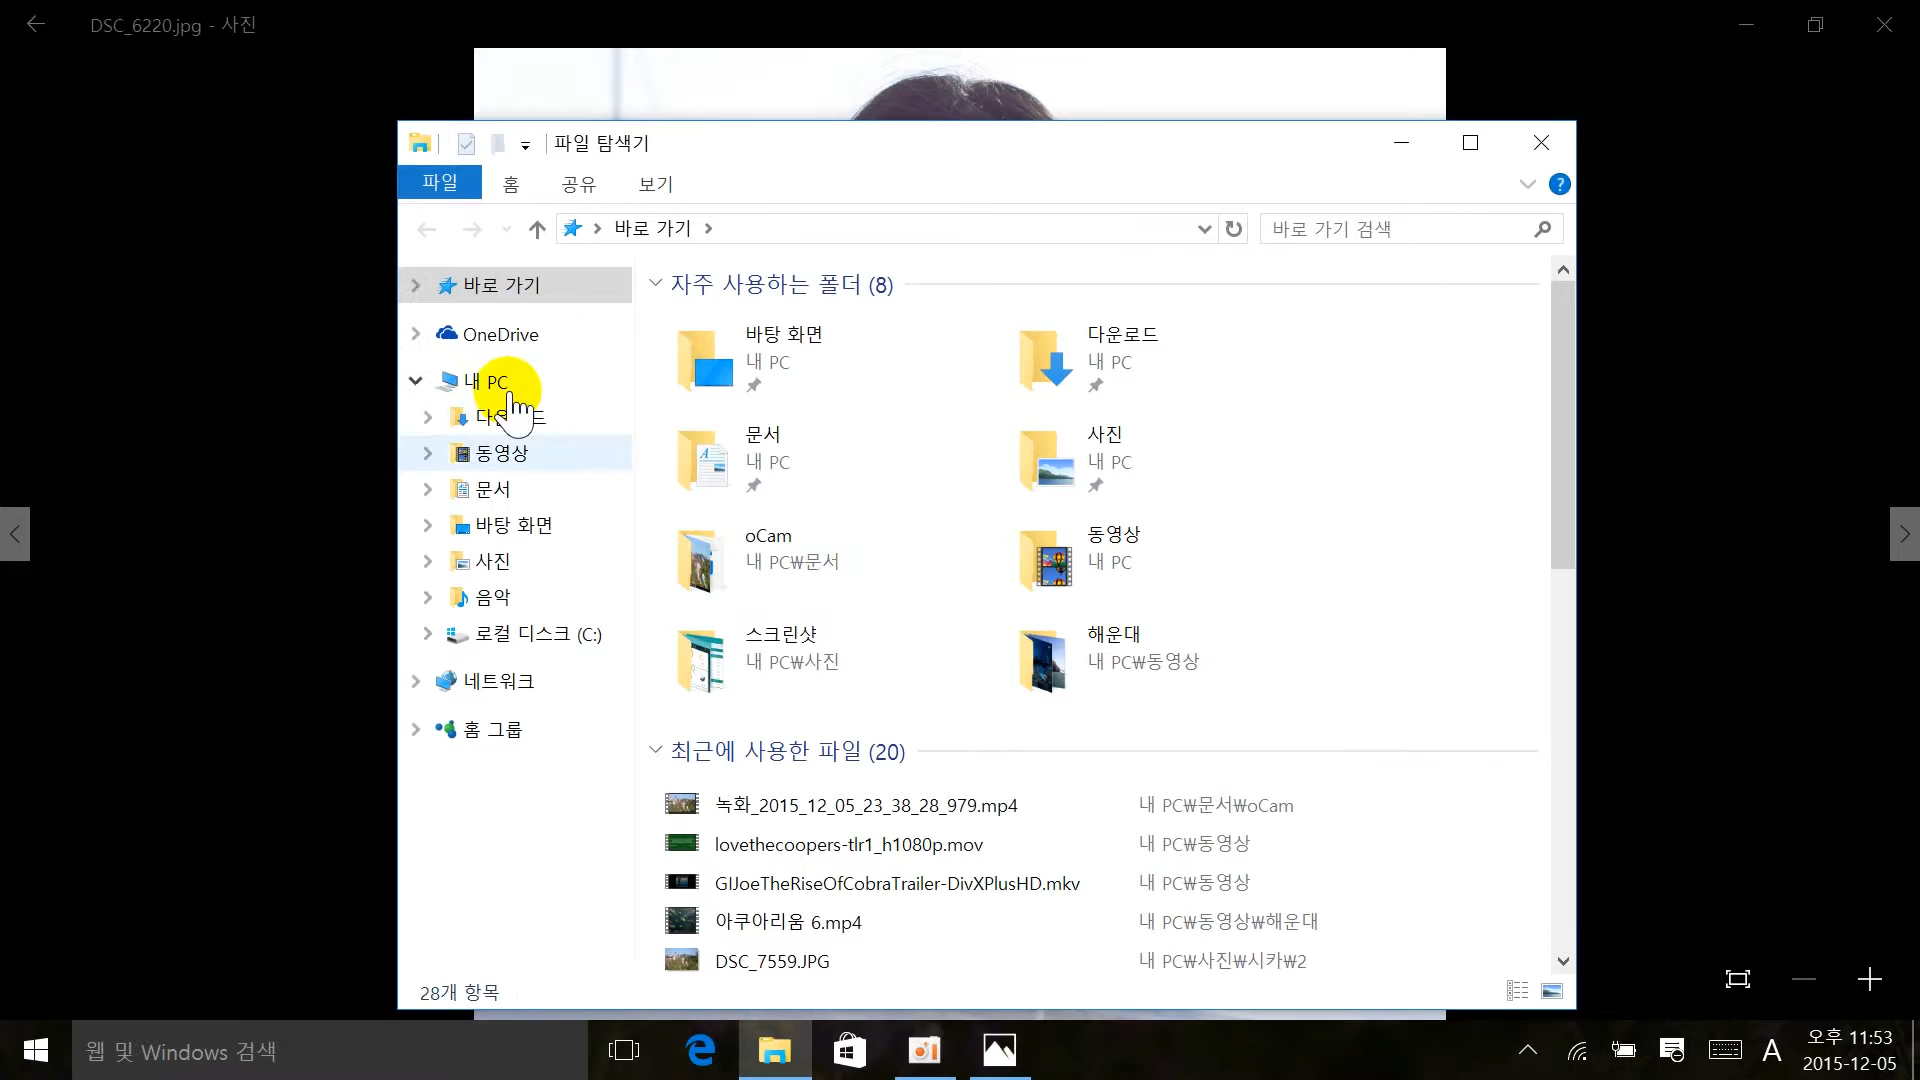 DSC_6220.jpg - 사진
파일 탐색기
파일 홈 공유 보기
바로 가기
바로 가기 검색
바로 가기
OneDrive
내 PC
동영상
문서
바탕 화면
사진
음악
로컬 디스크 (C:)
네트워크
홈 그룹
자주 사용하는 폴더 (8)
바탕 화면
내 PC
다운로드
내 PC
문서
내 PC
사진
내 PC
oCam
내 PC₩문서
동영상
내 PC
스크린샷
내 PC₩사진
해운대
내 PC₩동영상
최근에 사용한 파일 (20)
녹화_2015_12_05_23_38_28_979.mp4 내 PC₩문서₩oCam
lovethecoopers-tlr1_h1080p.mov 내 PC₩동영상
GIJoeTheRiseOfCobraTrailer-DivXPlusHD.mkv 내 PC₩동영상
아쿠아리움 6.mp4 내 PC₩동영상₩해운대
DSC_7559.JPG 내 PC₩사진₩시카₩2
28개 항목
웹 및 Windows 검색
A
오후 11:53
2015-12-05